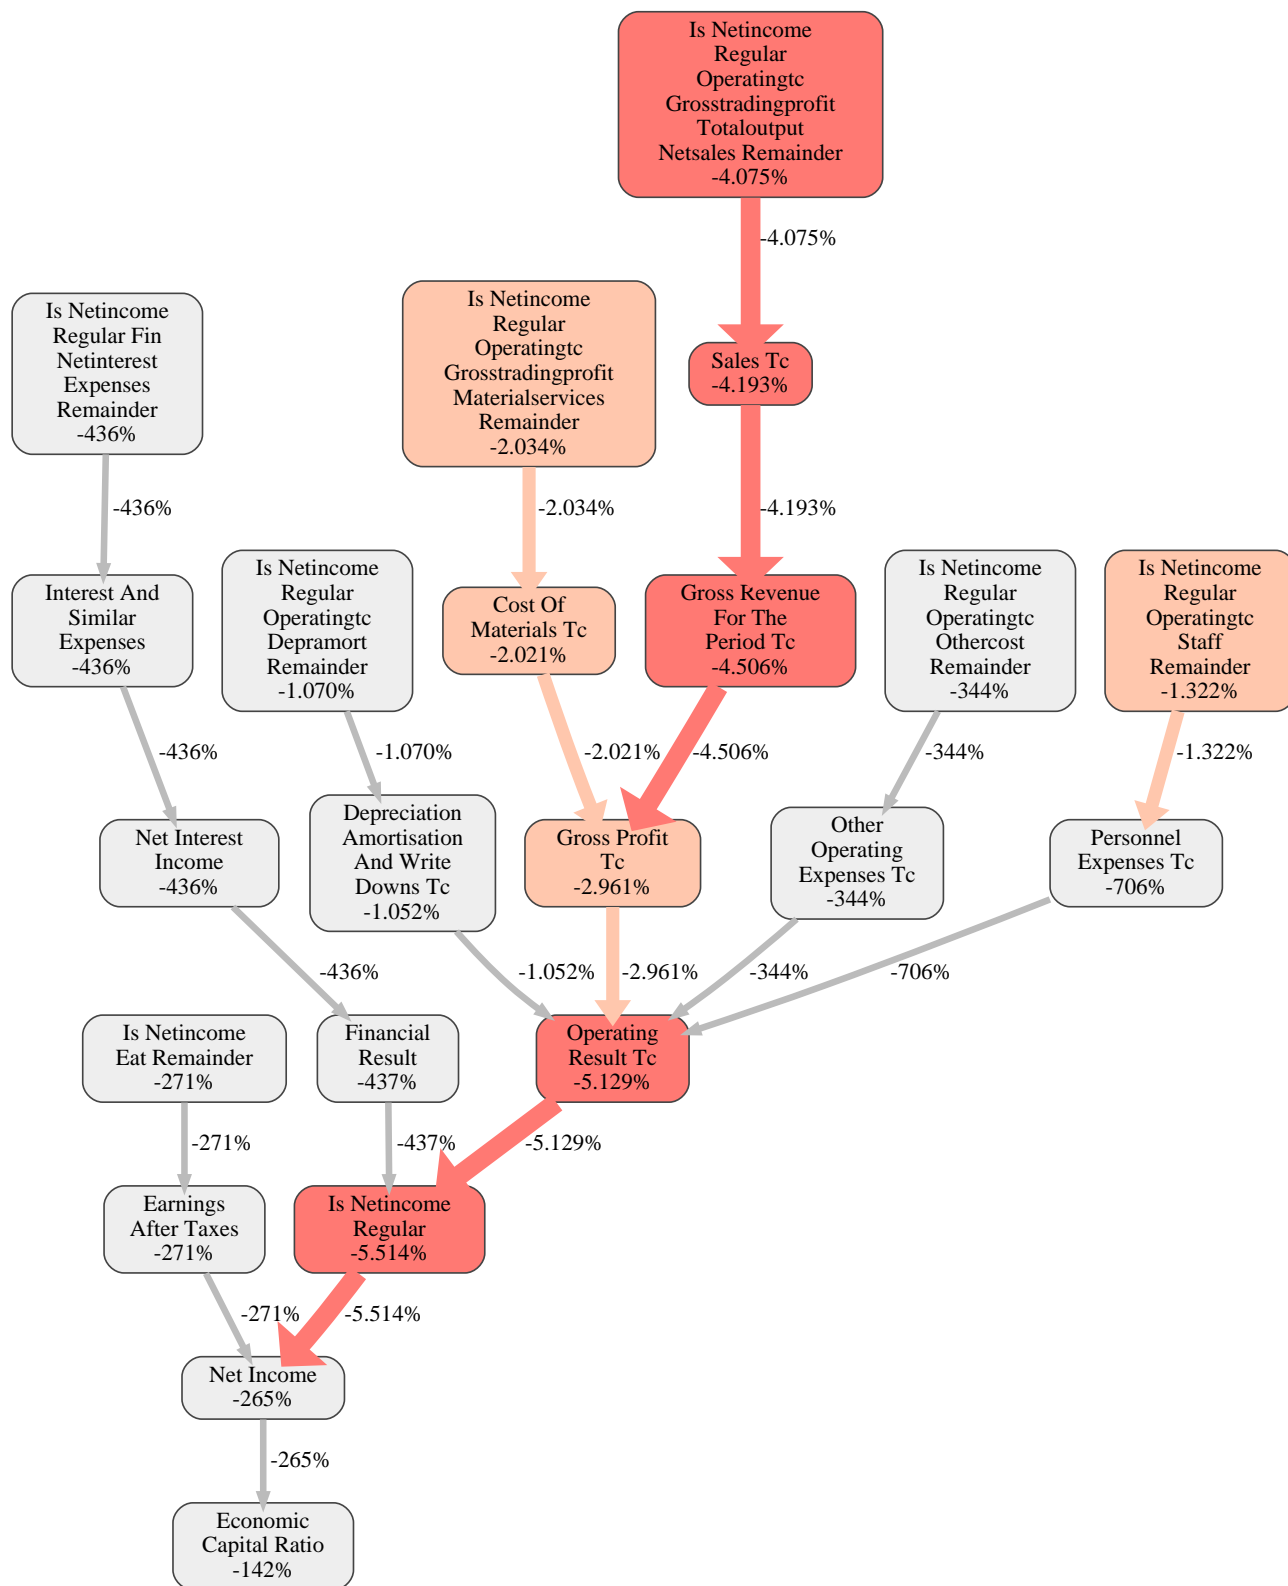 Is Netincome
Regular
Operatingtc
Grosstradingprofit
Totaloutput
Netsales Remainder
-4.075%
-4.075%
Is Netincome
Regular Fin
Netinterest
Expenses
Remainder
-436%
Is Netincome
Regular
Operatingtc
Grosstradingprofit
Materialservices
Remainder
-2.034%
Sales Tc
-4.193%
-436%
-2.034%
-4.193%
Interest And
Similar
Expenses
-436%
Is Netincome
Regular
Operatingtc
Depramort
Remainder
-1.070%
Cost Of
Materials Tc
-2.021%
Gross Revenue
For The
Period Tc
-4.506%
Is Netincome
Regular
Operatingtc
Othercost
Remainder
-344%
Is Netincome
Regular
Operatingtc
Staff
Remainder
-1.322%
-436%
-1.070%
-2.021%
-4.506%
-344%
-1.322%
Net Interest
Income
-436%
Depreciation
Amortisation
And Write
Downs Tc
-1.052%
Gross Profit
Tc
-2.961%
Other
Operating
Expenses Tc
-344%
Personnel
Expenses Tc
-706%
-436%
-1.052%
-2.961%
-344%
-706%
Is Netincome
Eat Remainder
-271%
Financial
Result
-437%
Operating
Result Tc
-5.129%
-271%
-437%
-5.129%
Earnings
After Taxes
-271%
Is Netincome
Regular
-5.514%
-271%
-5.514%
Net Income
-265%
-265%
Economic
Capital Ratio
-142%